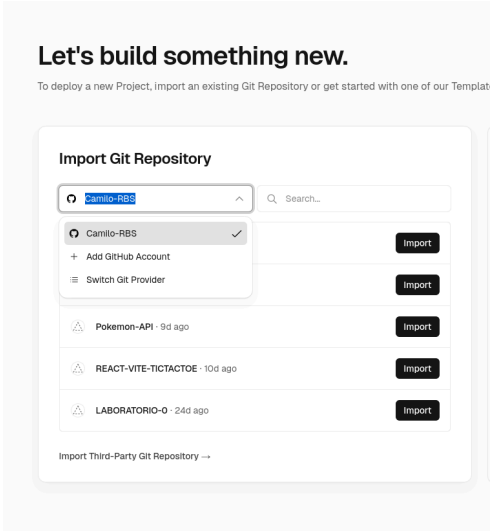 Let's build something new.
To deploy a new Project, import an existing Git Repository or get started with one of our
Import Git Repository
Camilo-RBS
Search...
Camilo-RBS
Import
Add GitHub Account
Switch Git Provider
Import
Pokemon-API · 9d ago
Import
REACT-VITE-TICTACTOE · 10d ago
Import
LABORATORIO-0 · 24d ago
Import
Import Third-Party Git Repository →